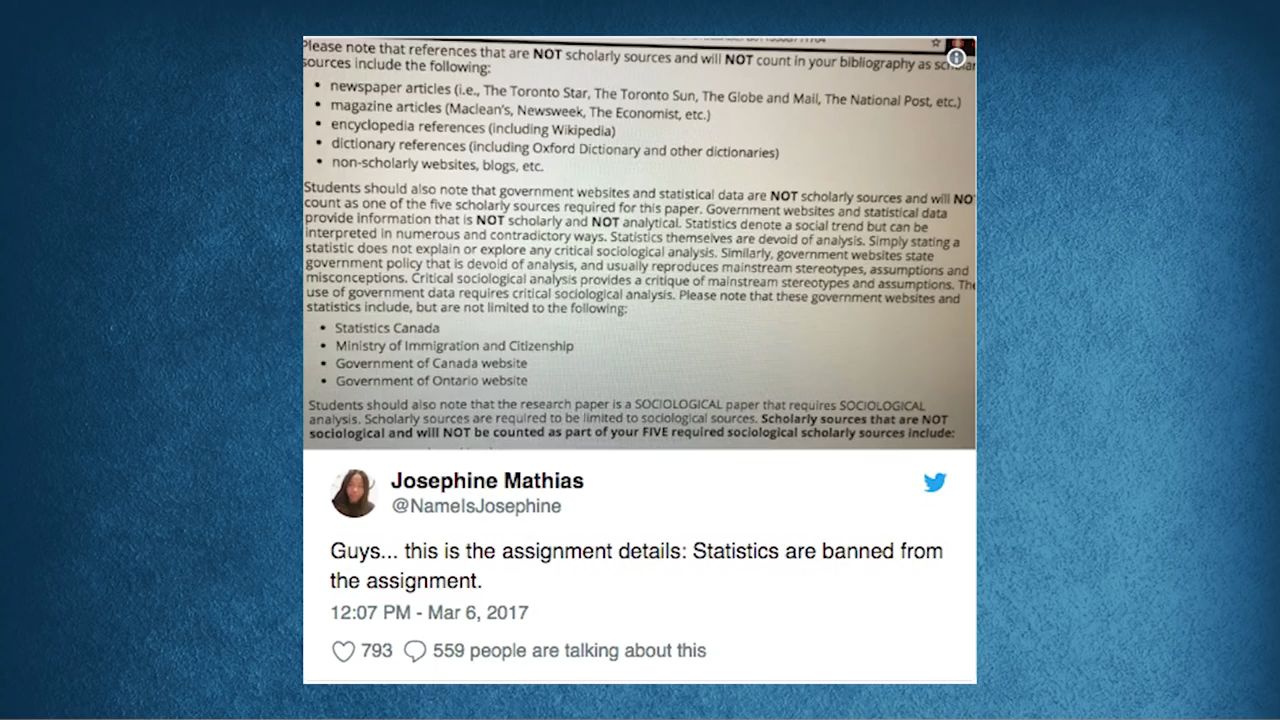 Please note that references that are NOT scholarly sources and will NOT count in your bibliography as
sources include the following:
• newspaper articles (i.e., The Toronto Star, The Toronto Sun, The Globe and Mail, The National Post, etc.)
• magazine articles (Maclean's, Newsweek, The Economist, etc.)
• encyclopedia references (including Wikipedia)
• dictionary references (including Oxford Dictionary and other dictionaries)
• non-scholarly websites, blogs, etc.
Students should also note that government websites and statistical data are NOT scholarly sources and will NO
count as one of the five scholarly sources required for this paper. Government websites and statistical data
provide information that is NOT scholarly and NOT analytical. Statistics denote a social trend but can be
interpreted in numerous and contradictory ways. Statistics themselves are devoid of analysis. Simply stating a
statistic does not explain or explore any critical sociological analysis. Similarly, government websites state
government policy that is devoid of analysis, and usually reproduces mainstream stereotypes, assumptions and
misconceptions. Critical sociological analysis provides a critique of mainstream stereotypes and assumptions. The
use of government data requires critical sociological analysis. Please note that these government websites and
statistics include, but are not limited to the following:
• Statistics Canada
• Ministry of Immigration and Citizenship
• Government of Canada website
• Government of Ontario website
Students should also note that the research paper is a SOCIOLOGICAL paper that requires SOCIOLOGICAL
analysis. Scholarly sources are required to be limited to sociological sources. Scholarly sources that are NOT
sociological and will NOT be counted as part of your FIVE required sociological scholarly sources include:
Josephine Mathias
@NameIsJosephine
Guys... this is the assignment details: Statistics are banned from
the assignment.
12:07 PM - Mar 6, 2017
793 559 people are talking about this